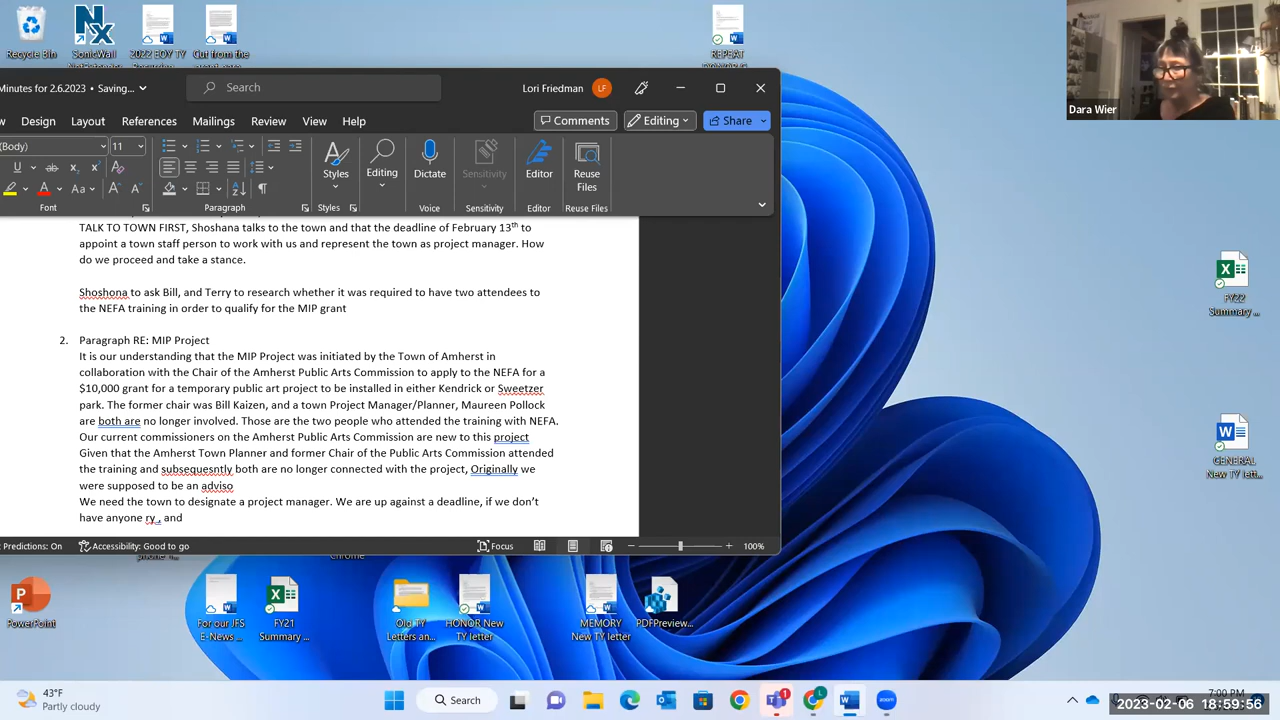 Recycle Bin
SonicWall
2022 EOY TY
Cut from the
REPEAT
Minutes for 2.6.2023 • Saving...
Search
Lori Friedman
LF
Design
Layout
References
Mailings
Review
View
Help
Comments
Editing
Share
(Body)
11
Styles
Editing
Dictate
Sensitivity
Editor
Reuse
Files
Font
Paragraph
Styles
Voice
Sensitivity
Editor
Reuse Files
Dara Wier
TALK TO TOWN FIRST, Shoshana talks to the town and that the deadline of February 13th to
appoint a town staff person to work with us and represent the town as project manager. How
do we proceed and take a stance.
Shoshona to ask Bill, and Terry to research whether it was required to have two attendees to
the NEFA training in order to qualify for the MIP grant
2. Paragraph RE: MIP Project
It is our understanding that the MIP Project was initiated by the Town of Amherst in
collaboration with the Chair of the Amherst Public Arts Commission to apply to the NEFA for a
$10,000 grant for a temporary public art project to be installed in either Kendrick or Sweetzer
park. The former chair was Bill Kaizen, and a town Project Manager/Planner, Maureen Pollock
are both are no longer involved. Those are the two people who attended the training with NEFA.
Our current commissioners on the Amherst Public Arts Commission are new to this project
Given that the Amherst Town Planner and former Chair of the Public Arts Commission attended
the training and subsequesntly both are no longer connected with the project, Originally we
were supposed to be an adviso
We need the town to designate a project manager. We are up against a deadline, if we don't
have anyone ry , and
Predictions: On
Accessibility: Good to go
Focus
100%
FY22
Summary ...
GENERAL
New TY lett...
PowerPoint
For our JFS
E-News ...
FY21
Summary ...
Old TY
Letters an...
HONOR New
TY letter
MEMORY
New TY letter
PDFPreview...
43°F
Partly cloudy
Search
1
L
zoom
7:00 PM
2023-02-06 18:59:56